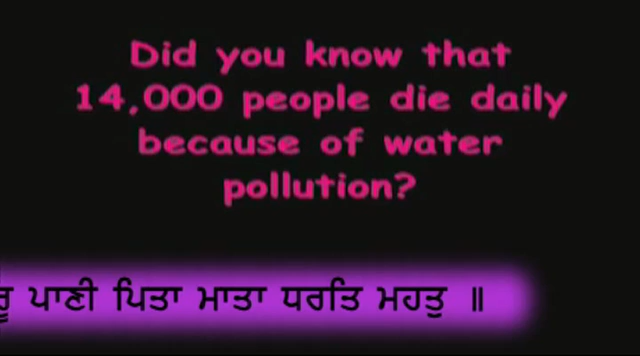 Did you know that
14,000 people die daily
because of water
pollution?
ਪਾਣੀ ਪਿਤਾ ਮਾਤਾ ਧਰਤਿ ਮਹਤੁ ॥